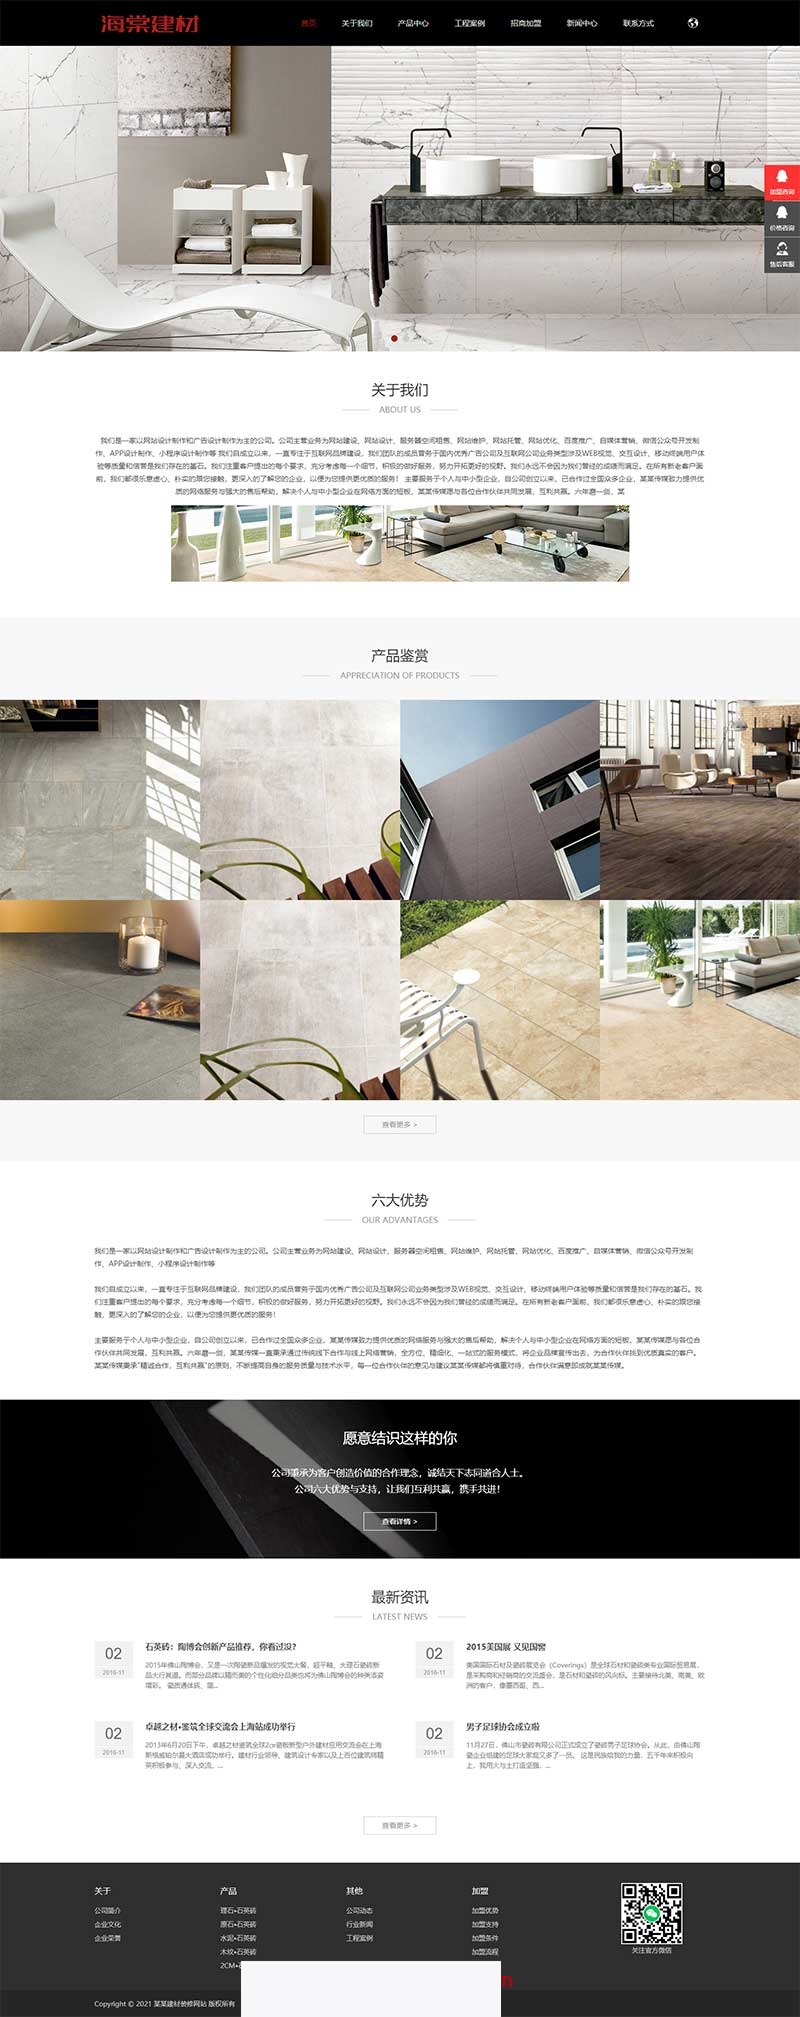 海棠建材
首页 关于我们 产品中心 工程案例 招商加盟 新闻中心 联系方式
加盟咨询
价格咨询
售后客服
关于我们
ABOUT US
我们是一家以网站设计制作和广告设计制作为主的公司。公司主营业务为网站建设、网站设计、服务器空间租售、网站维护、网站托管、网站优化、百度推广、自媒体营销、微信公众号开发制
作、APP设计制作、小程序设计制作等 我们自成立以来，一直专注于互联网品牌建设，我们团队的成员曾务于国内优秀广告公司及互联网公司业务类型涉及WEB视觉、交互设计、移动终端用户体
验等质量和信誉是我们存在的基石。我们注重客户提出的每个要求，充分考虑每一个细节，积极的做好服务，努力开拓更好的视野。我们永远不会因为我们曾经的成绩而满足。在所有新老客户面
前，我们都很乐意虚心、朴实的跟您接触，更深入的了解您的企业，以便为您提供更优质的服务！ 主要服务于个人与中小型企业，自公司创立以来，已合作过全国众多企业，某某传媒致力提供优
质的网络服务与强大的售后帮助，解决个人与中小型企业在网络方面的短板，某某传媒愿与各位合作伙伴共同发展，互利共赢。六年磨一剑，某
产品鉴赏
APPRECIATION OF PRODUCTS
查看更多 >
六大优势
OUR ADVANTAGES
我们是一家以网站设计制作和广告设计制作为主的公司。公司主营业务为网站建设、网站设计、服务器空间租售、网站维护、网站托管、网站优化、百度推广、自媒体营销、微信公众号开发制
作、APP设计制作、小程序设计制作等
我们自成立以来，一直专注于互联网品牌建设，我们团队的成员曾务于国内优秀广告公司及互联网公司业务类型涉及WEB视觉、交互设计、移动终端用户体验等质量和信誉是我们存在的基石。我
们注重客户提出的每个要求，充分考虑每一个细节，积极的做好服务，努力开拓更好的视野。我们永远不会因为我们曾经的成绩而满足。在所有新老客户面前，我们都很乐意虚心、朴实的跟您接
触，更深入的了解您的企业，以便为您提供更优质的服务！
主要服务于个人与中小型企业，自公司创立以来，已合作过全国众多企业，某某传媒致力提供优质的网络服务与强大的售后帮助，解决个人与中小型企业在网络方面的短板，某某传媒愿与各位合
作伙伴共同发展，互利共赢。六年磨一剑，某某传媒一直秉承通过传统线下合作与线上网络营销，全方位、精细化、一站式的服务模式，将企业品牌宣传出去，为合作伙伴找到优质真实的客户。
某某传媒秉承"精诚合作，互利共赢"的原则，不断提高自身的服务质量与技术水平，每一位合作伙伴的意见与建议某某传媒都将慎重对待，合作伙伴满意即成就某某传媒。
愿意结识这样的你
公司秉承为客户创造价值的合作理念，诚结天下志同道合人士。
公司六大优势与支持，让我们互利共赢，携手共进！
查看详情 >
最新资讯
LATEST NEWS
02
2016-11
石英砖：陶博会创新产品推荐，你看过没？
2015年佛山陶博会，又是一次陶瓷新品爆发的视觉大餐，超平釉、大理石瓷砖新
品大行其道。而部分品牌以精而美的个性化细分品类也将为佛山陶博会的种类添姿
增彩。 瓷质通体砖、简...
02
2016-11
2015美国展 又见国窖
美国国际石材及瓷砖展览会（Coverings）是全球石材和瓷砖类专业国际贸易展，
是采购商和经销商的交流盛会，是石材和瓷砖的风向标。主要接待北美、南美、欧
洲的客户，像墨西哥、西...
02
2016-11
卓越之材•鉴筑全球交流会上海站成功举行
2013年6月20日下午，卓越之材鉴筑全球2cm瓷板新型户外建材应用交流会在上海
斯格威铂尔曼大酒店成功举行。建材行业领导、建筑设计专家以及上百位建筑师精
英积极参与、深入交流。...
02
2016-11
男子足球协会成立啦
11月27日，佛山市瓷砖有限公司正式成立了瓷砖男子足球协会。从此，由佛山陶
瓷企业组建的足球大家庭又多了一员。 这是民族给我的力量，五千年来积极向
上，我用火与土打造坚强，...
查看更多 >
关于 产品 其他 加盟
公司简介 理石•石英砖 公司动态 加盟优势
企业文化 原石•石英砖 行业新闻 加盟支持
企业荣誉 水泥•石英砖 工程案例 加盟条件
木纹•石英砖 加盟流程
2CM•
关注官方微信
n
Copyright © 2021 某某建材装修网站 版权所有